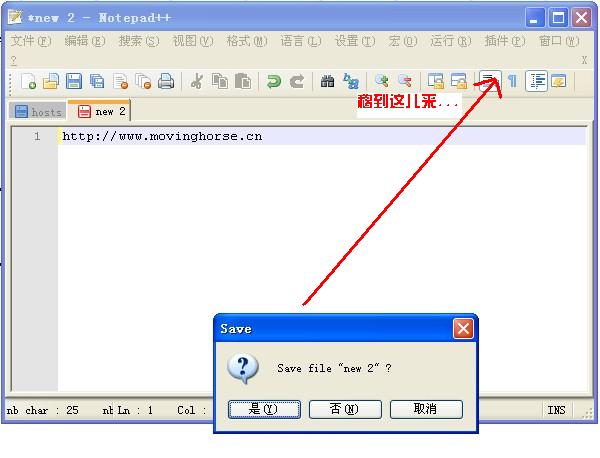 *new 2 - Notepad++
文件(F) 编辑(E) 搜索(S) 视图(V) 格式(M) 语言(L) 设置(T) 宏(O) 运行(R) 插件(P) 窗口(W)
? X
移到这儿来...
hosts new 2
1 http://www.movinghorse.cn
Save
Save file "new 2" ?
是(Y) 否(N) 取消
nb char : 25 nb Ln : 1 Col : INS